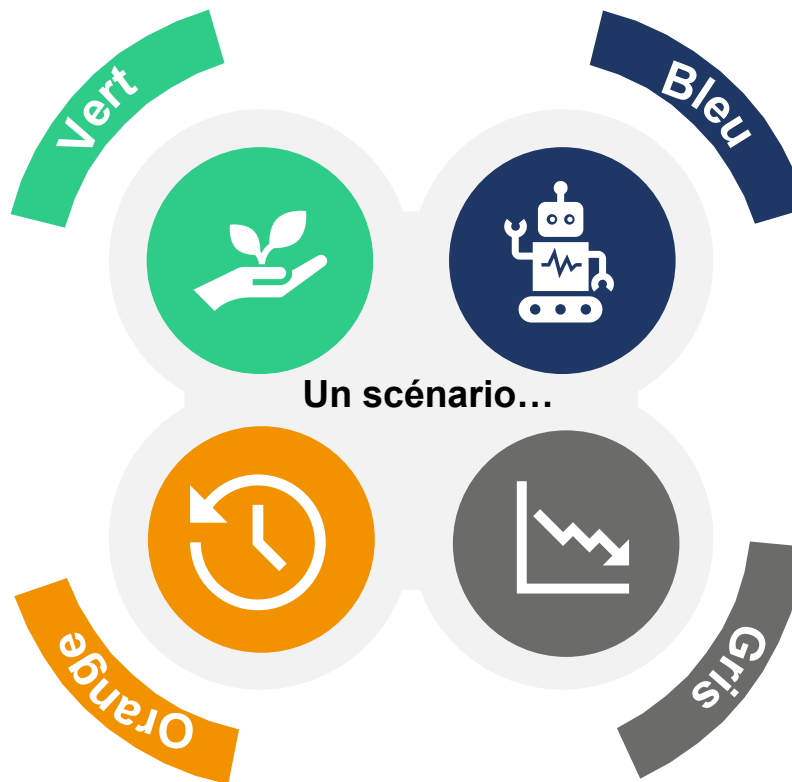 Vert
Bleu
Un scénario…
Orange
Gris